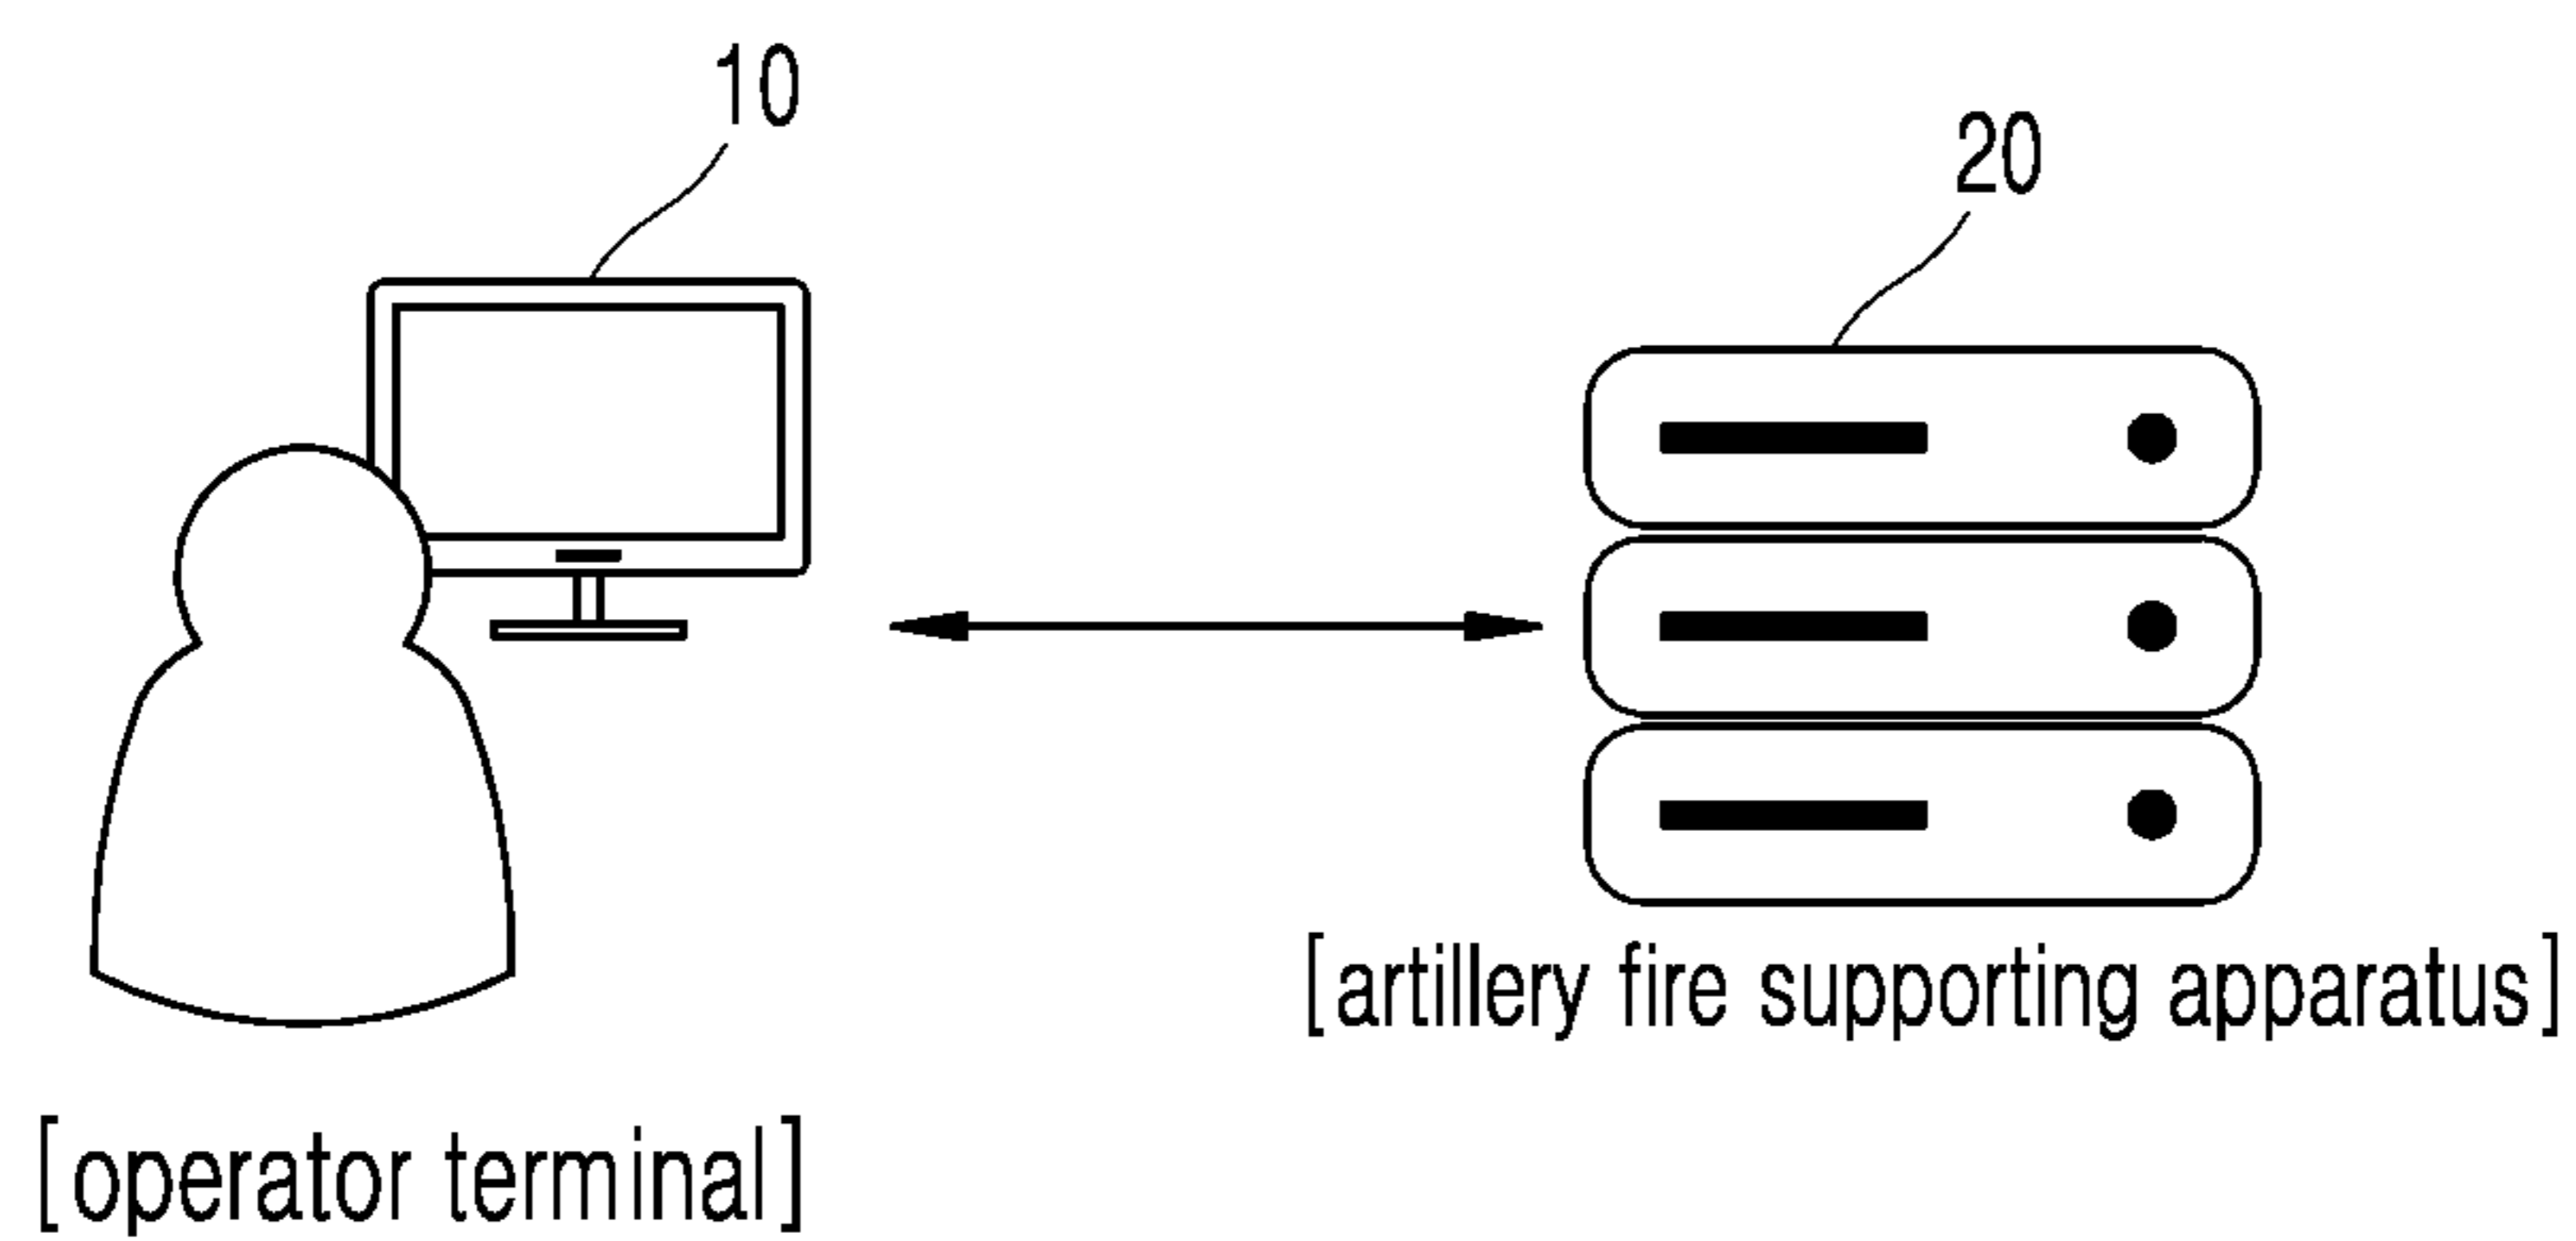 10
20
[artillery fire supporting apparatus]
[operator terminal]